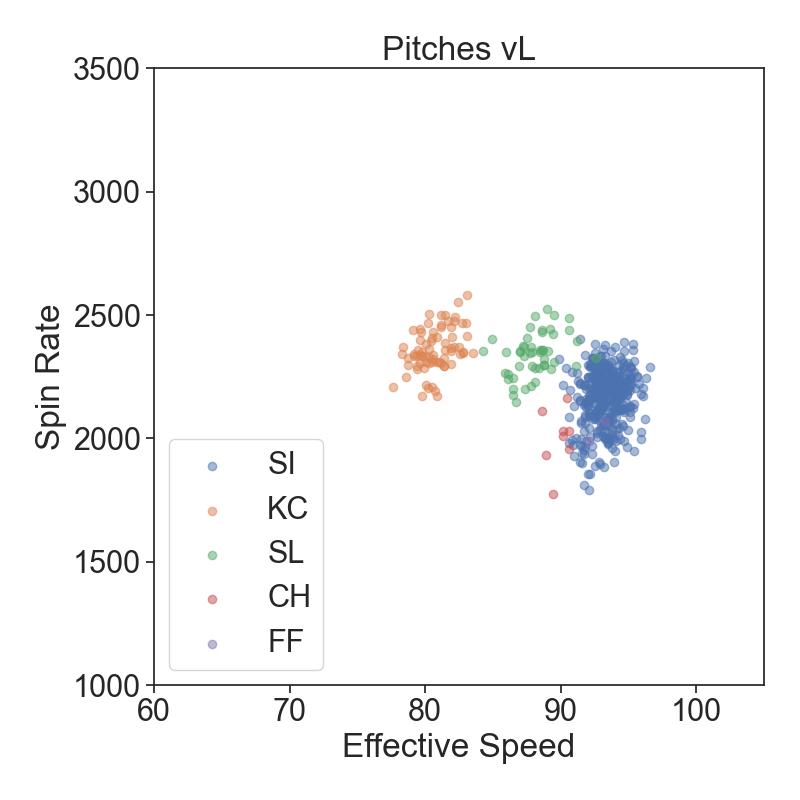 Pitches vL
3500
3000
2500
2000
1500
1000
Spin Rate
SI
KC
SL
CH
FF
60 70 80 90 100
Effective Speed